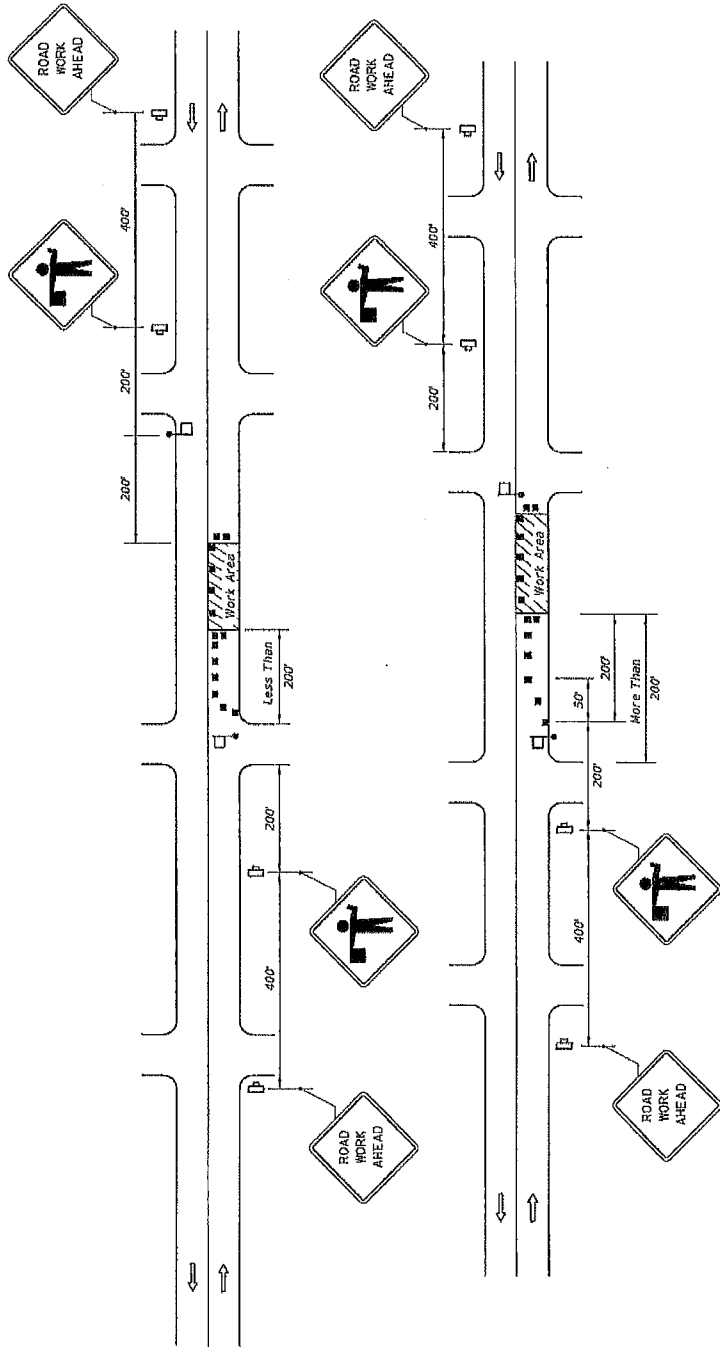 ROAD
WORK
AHEAD
400'
200'
200'
Work Area
Less Than
200'
200'
400'
ROAD
WORK
AHEAD
ROAD
WORK
AHEAD
400'
200'
Work Area
200'
More Than
200'
50'
200'
400'
ROAD
WORK
AHEAD